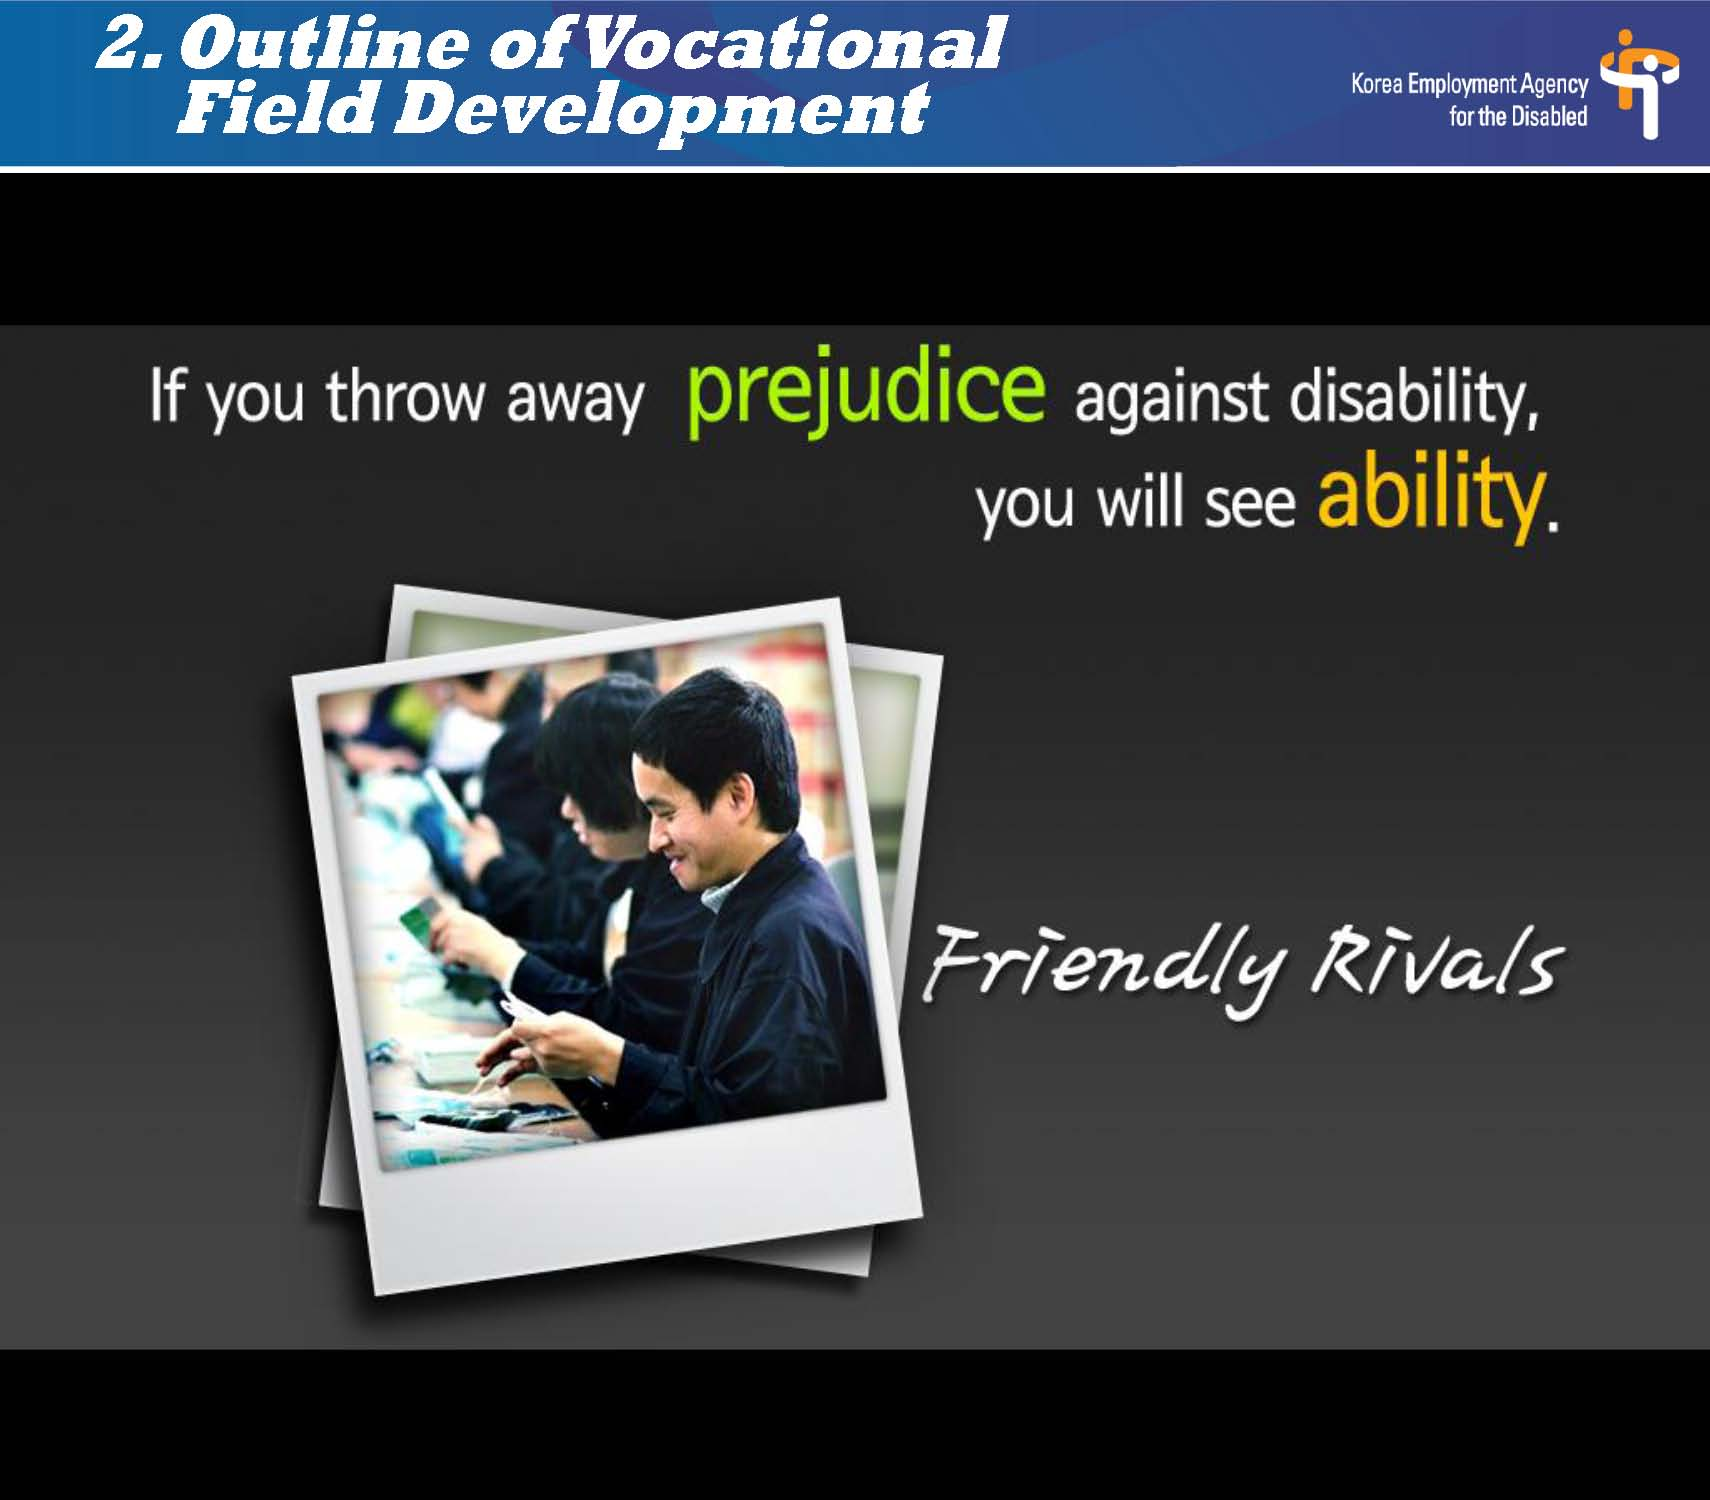 2. Outline of Vocational
Field Development
Korea Employment Agency
for the Disabled
If you throw away prejudice against disability,
you will see ability.
Friendly Rivals